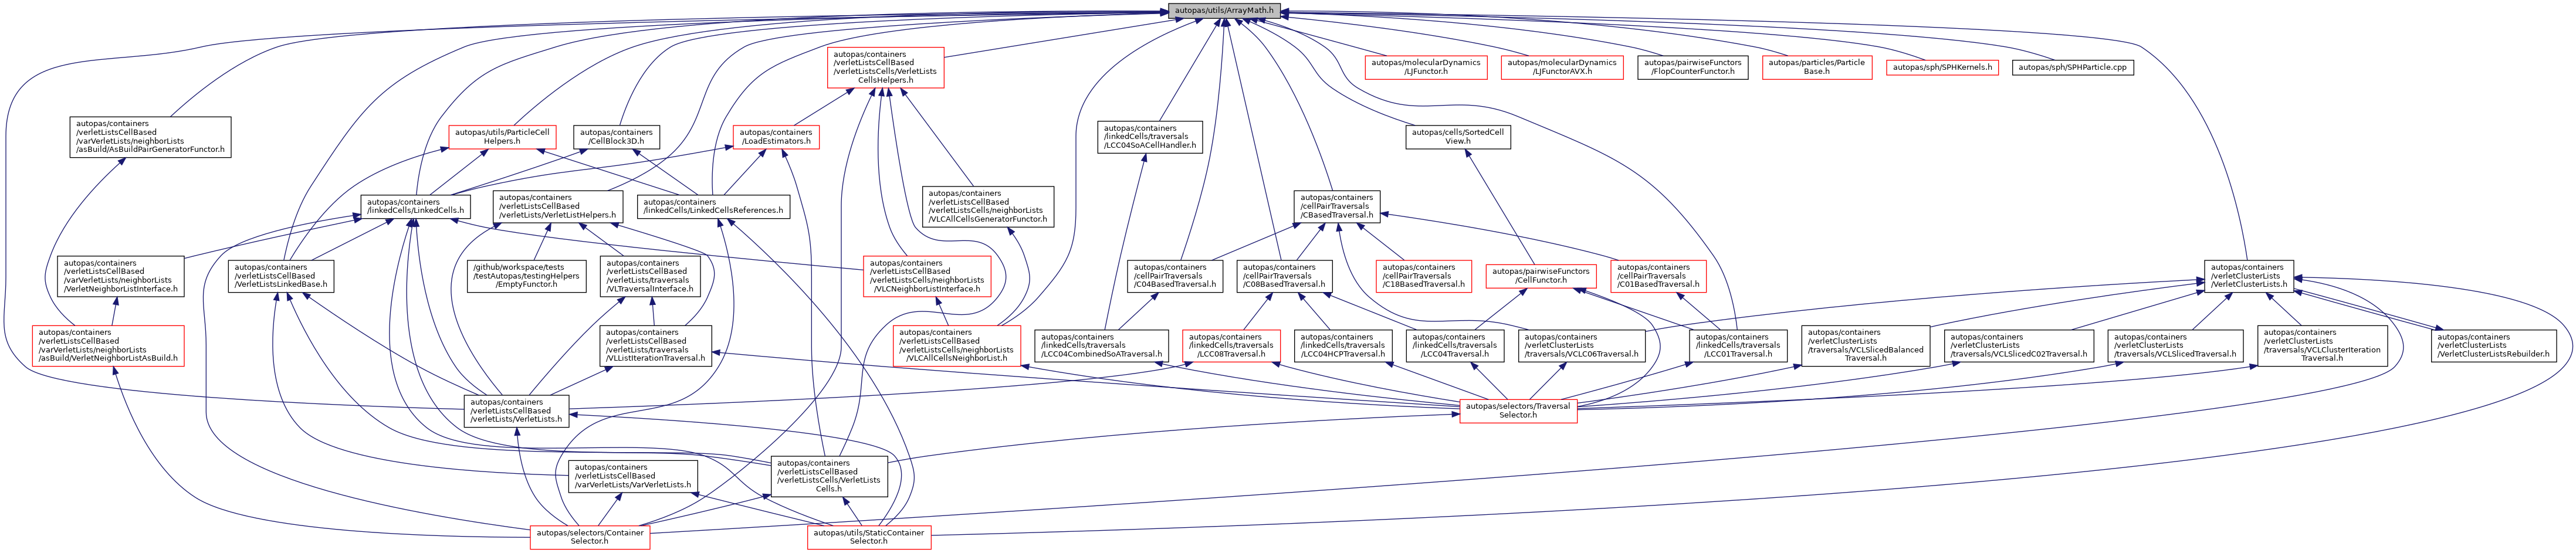 autopas/utils/ArrayMath.h
autopas/containers
/verletListsCellBased
/verletListsCells/VerletLists
CellsHelpers.h
autopas/molecularDynamics
/LJFunctor.h
autopas/molecularDynamics
/LJFunctorAVX.h
autopas/pairwiseFunctors
/FlopCounterFunctor.h
autopas/particles/Particle
Base.h
autopas/sph/SPHKernels.h
autopas/sph/SPHParticle.cpp
autopas/containers
/verletListsCellBased
/varVerletLists/neighborLists
/asBuild/AsBuildPairGeneratorFunctor.h
autopas/utils/ParticleCell
Helpers.h
autopas/containers
/CellBlock3D.h
autopas/containers
/LoadEstimators.h
autopas/containers
/linkedCells/traversals
/LCC04SoACellHandler.h
autopas/cells/SortedCell
View.h
autopas/containers
/linkedCells/LinkedCells.h
autopas/containers
/verletListsCellBased
/verletLists/VerletListHelpers.h
autopas/containers
/linkedCells/LinkedCellsReferences.h
autopas/containers
/verletListsCellBased
/verletListsCells/neighborLists
/VLCAllCellsGeneratorFunctor.h
autopas/containers
/cellPairTraversals
/CBasedTraversal.h
autopas/containers
/verletListsCellBased
/varVerletLists/neighborLists
/VerletNeighborListInterface.h
autopas/containers
/verletListsCellBased
/VerletListsLinkedBase.h
/github/workspace/tests
/testAutopas/testingHelpers
/EmptyFunctor.h
autopas/containers
/verletListsCellBased
/verletLists/traversals
/VLTraversalInterface.h
autopas/containers
/verletListsCellBased
/verletListsCells/neighborLists
/VLCNeighborListInterface.h
autopas/containers
/cellPairTraversals
/C04BasedTraversal.h
autopas/containers
/cellPairTraversals
/C08BasedTraversal.h
autopas/containers
/cellPairTraversals
/C18BasedTraversal.h
autopas/pairwiseFunctors
/CellFunctor.h
autopas/containers
/cellPairTraversals
/C01BasedTraversal.h
autopas/containers
/verletClusterLists
/VerletClusterLists.h
autopas/containers
/verletListsCellBased
/varVerletLists/neighborLists
/asBuild/VerletNeighborListAsBuild.h
autopas/containers
/verletListsCellBased
/verletLists/traversals
/VLListIterationTraversal.h
autopas/containers
/verletListsCellBased
/verletListsCells/neighborLists
/VLCAllCellsNeighborList.h
autopas/containers
/linkedCells/traversals
/LCC04CombinedSoATraversal.h
autopas/containers
/linkedCells/traversals
/LCC08Traversal.h
autopas/containers
/linkedCells/traversals
/LCC04HCPTraversal.h
autopas/containers
/linkedCells/traversals
/LCC04Traversal.h
autopas/containers
/verletClusterLists
/traversals/VCLC06Traversal.h
autopas/containers
/linkedCells/traversals
/LCC01Traversal.h
autopas/containers
/verletClusterLists
/traversals/VCLSlicedBalanced
Traversal.h
autopas/containers
/verletClusterLists
/traversals/VCLSlicedC02Traversal.h
autopas/containers
/verletClusterLists
/traversals/VCLSlicedTraversal.h
autopas/containers
/verletClusterLists
/traversals/VCLClusterIteration
Traversal.h
autopas/containers
/verletClusterLists
/VerletClusterListsRebuilder.h
autopas/containers
/verletListsCellBased
/verletLists/VerletLists.h
autopas/selectors/Traversal
Selector.h
autopas/containers
/verletListsCellBased
/varVerletLists/VarVerletLists.h
autopas/containers
/verletListsCellBased
/verletListsCells/VerletLists
Cells.h
autopas/selectors/Container
Selector.h
autopas/utils/StaticContainer
Selector.h